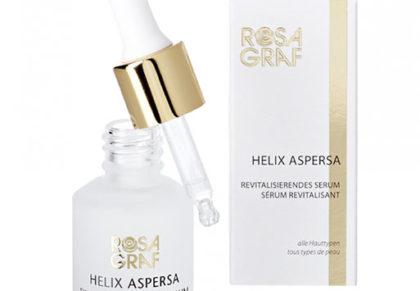 ROSA
GRAF
HELIX ASPERSA
REVITALISIERENDES SERUM
SÉRUM REVITALISANT
alle Hauttypen
tous types de peau
ROSA
GRAF
HELIX ASPERSA